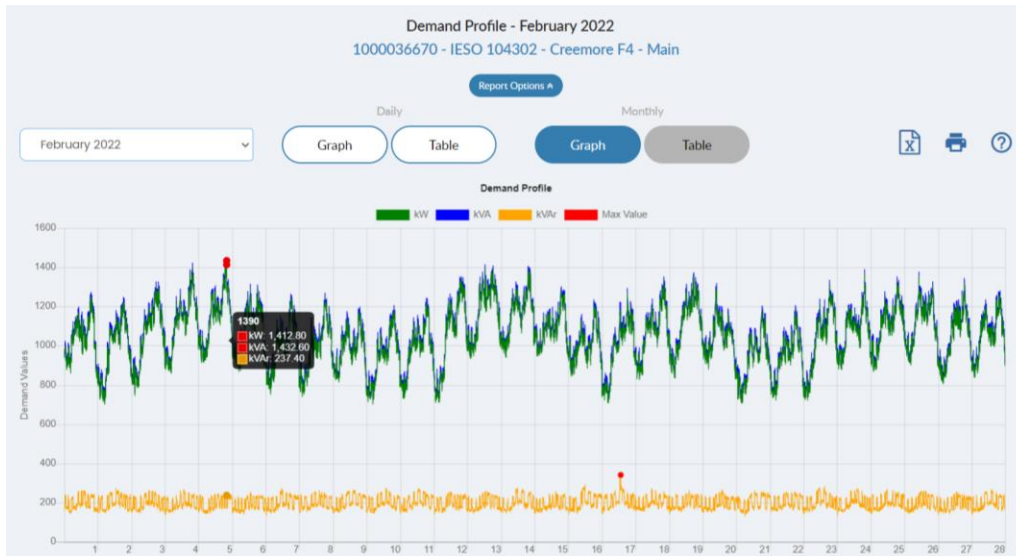 Demand Profile - February 2022
1000036670 - IESO 104302 - Creemore F4 - Main
Report Options
Daily
Monthly
February 2022
Graph
Table
Graph
Table
X
?
Demand Profile
kW kVA kVAr Max Value
Demand Values
1600
1400
1200
1000
800
600
400
200
0
1390
kW: 1,412.80
kVA: 1,432.60
kVAr: 237.40
1 2 3 4 5 6 7 8 9 10 11 12 13 14 15 16 17 18 19 20 21 22 23 24 25 26 27 28